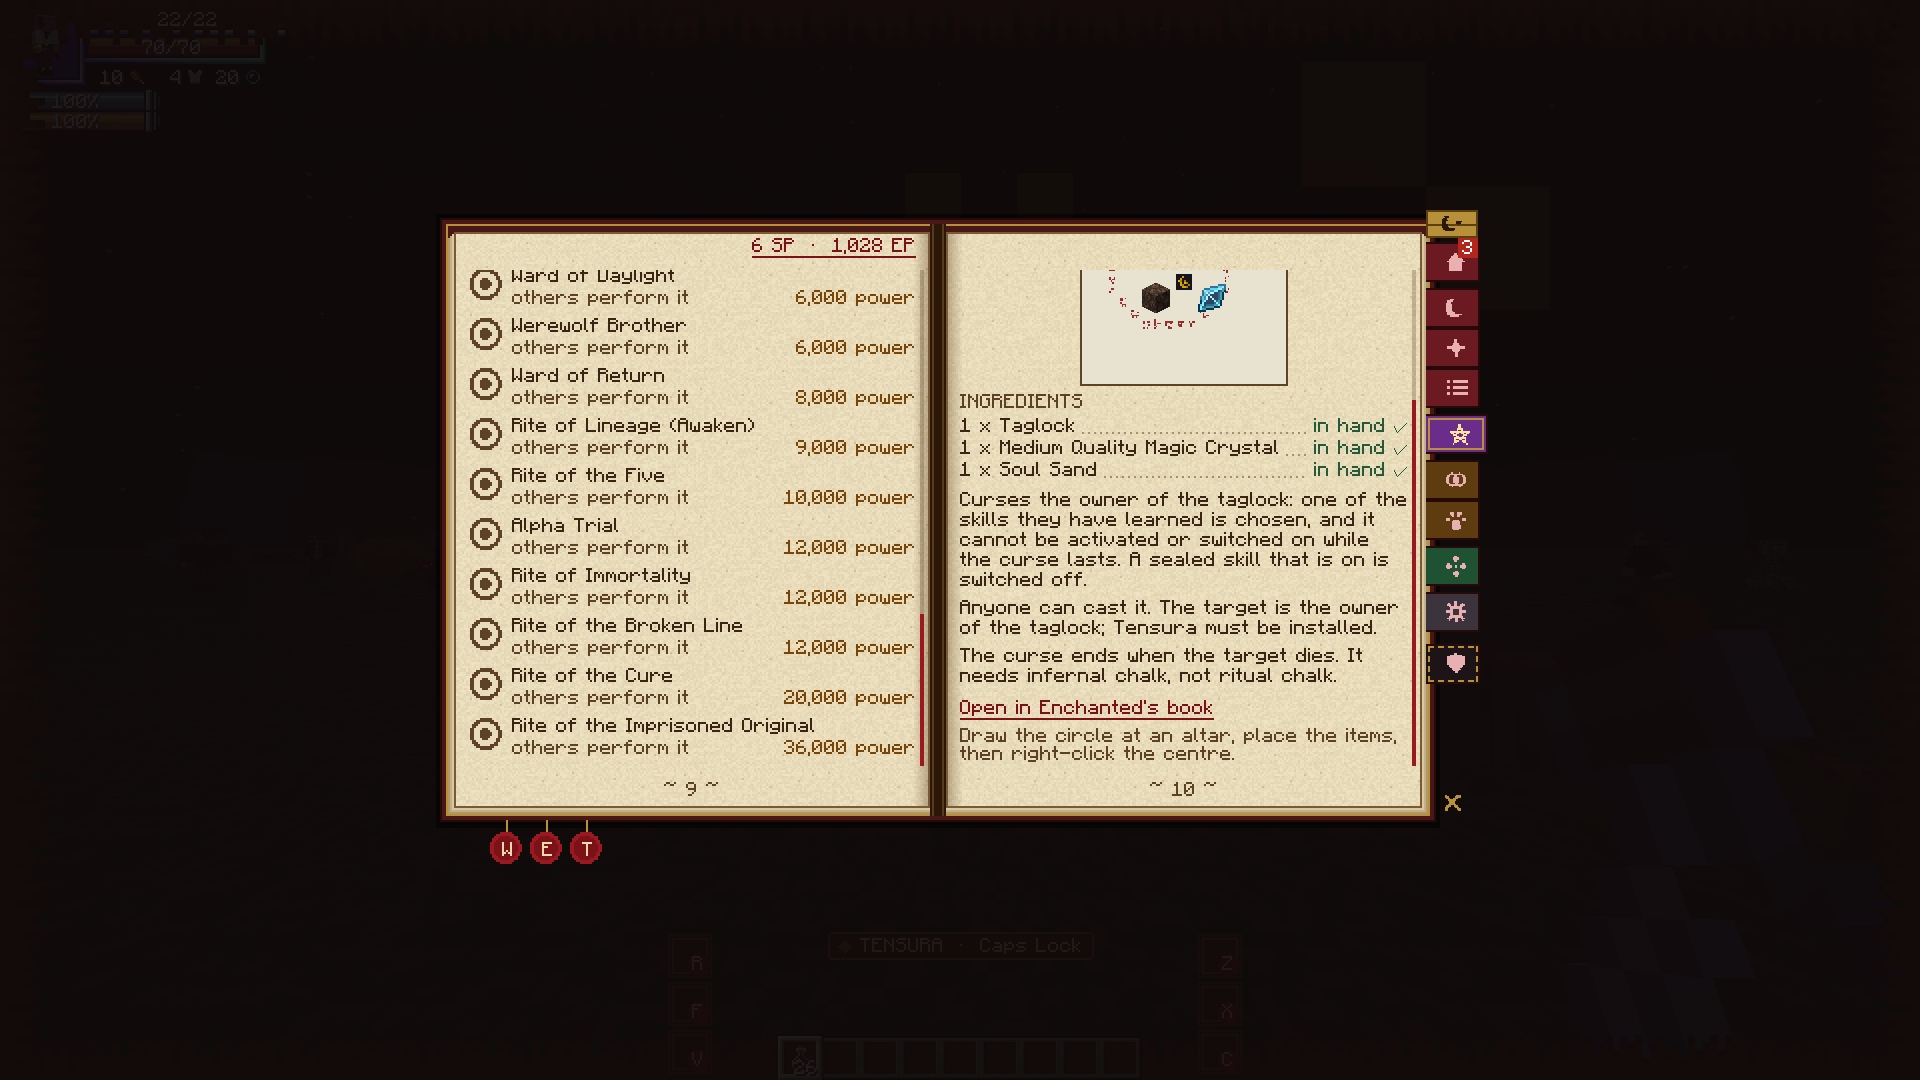 22/22
70/70
10 4 20
100%
100%
6 SP · 1,028 EP
Ward of Daylight
others perform it 6,000 power
Werewolf Brother
others perform it 6,000 power
Ward of Return
others perform it 8,000 power
Rite of Lineage (Awaken)
others perform it 9,000 power
Rite of the Five
others perform it 10,000 power
Alpha Trial
others perform it 12,000 power
Rite of Immortality
others perform it 12,000 power
Rite of the Broken Line
others perform it 12,000 power
Rite of the Cure
others perform it 20,000 power
Rite of the Imprisoned Original
others perform it 36,000 power
~ 9 ~
INGREDIENTS
1 x Taglock in hand ✓
1 x Medium Quality Magic Crystal in hand ✓
1 x Soul Sand in hand ✓
Curses the owner of the taglock: one of the
skills they have learned is chosen, and it
cannot be activated or switched on while
the curse lasts. A sealed skill that is on is
switched off.
Anyone can cast it. The target is the owner
of the taglock; Tensura must be installed.
The curse ends when the target dies. It
needs infernal chalk, not ritual chalk.
Open in Enchanted's book
Draw the circle at an altar, place the items,
then right-click the centre.
~ 10 ~
3
W E T
TENSURA · Caps Lock
R
F
V
Z
X
C
26